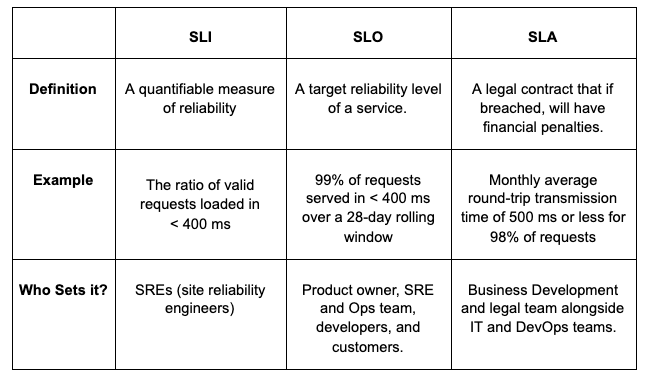 SLI SLO SLA
Definition
A quantifiable measure
of reliability
A target reliability level
of a service.
A legal contract that if
breached, will have
financial penalties.
Example
The ratio of valid
requests loaded in
< 400 ms
99% of requests
served in < 400 ms
over a 28-day rolling
window
Monthly average
round-trip transmission
time of 500 ms or less for
98% of requests
Who Sets it?
SREs (site reliability
engineers)
Product owner, SRE
and Ops team,
developers, and
customers.
Business Development
and legal team alongside
IT and DevOps teams.